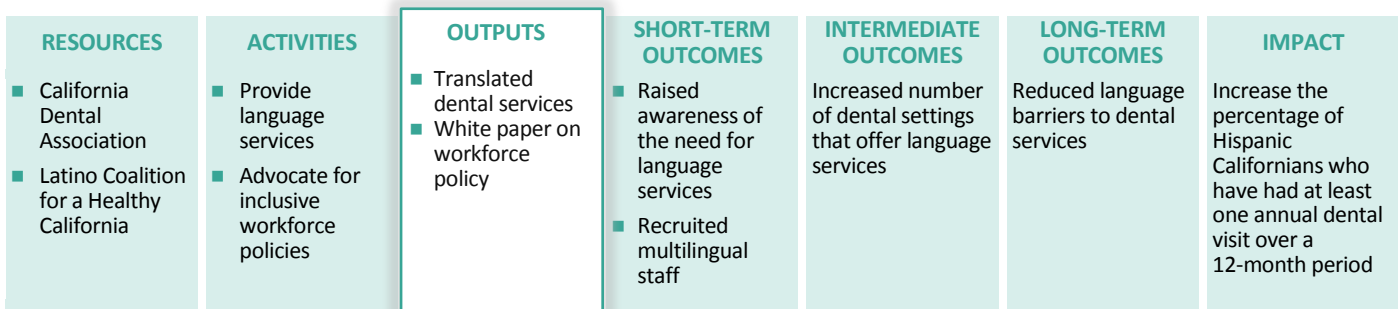 RESOURCES
California
Dental
Association
Latino Coalition
for a Healthy
California
ACTIVITIES
Provide
language
services
Advocate for
inclusive
workforce
policies
OUTPUTS
Translated
dental services
White paper on
workforce
policy
SHORT-TERM
OUTCOMES
Raised
awareness of
the need for
language
services
Recruited
multilingual
staff
INTERMEDIATE
OUTCOMES
Increased number
of dental settings
that offer language
services
LONG-TERM
OUTCOMES
Reduced language
barriers to dental
services
IMPACT
Increase the
percentage of
Hispanic
Californians who
have had at least
one annual dental
visit over a
12-month period